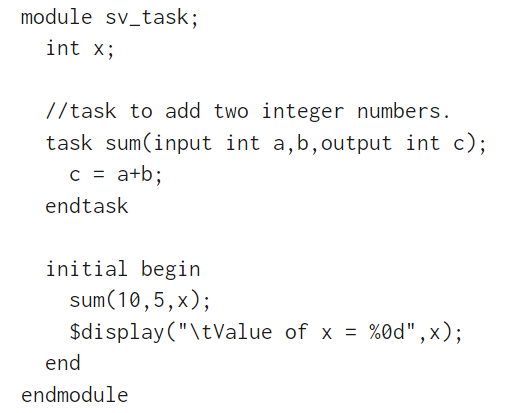 module sv_task;
  int x;

  //task to add two integer numbers.
  task sum(input int a,b,output int c);
    c = a+b;
  endtask

  initial begin
    sum(10,5,x);
    $display("\tValue of x = %0d",x);
  end
endmodule